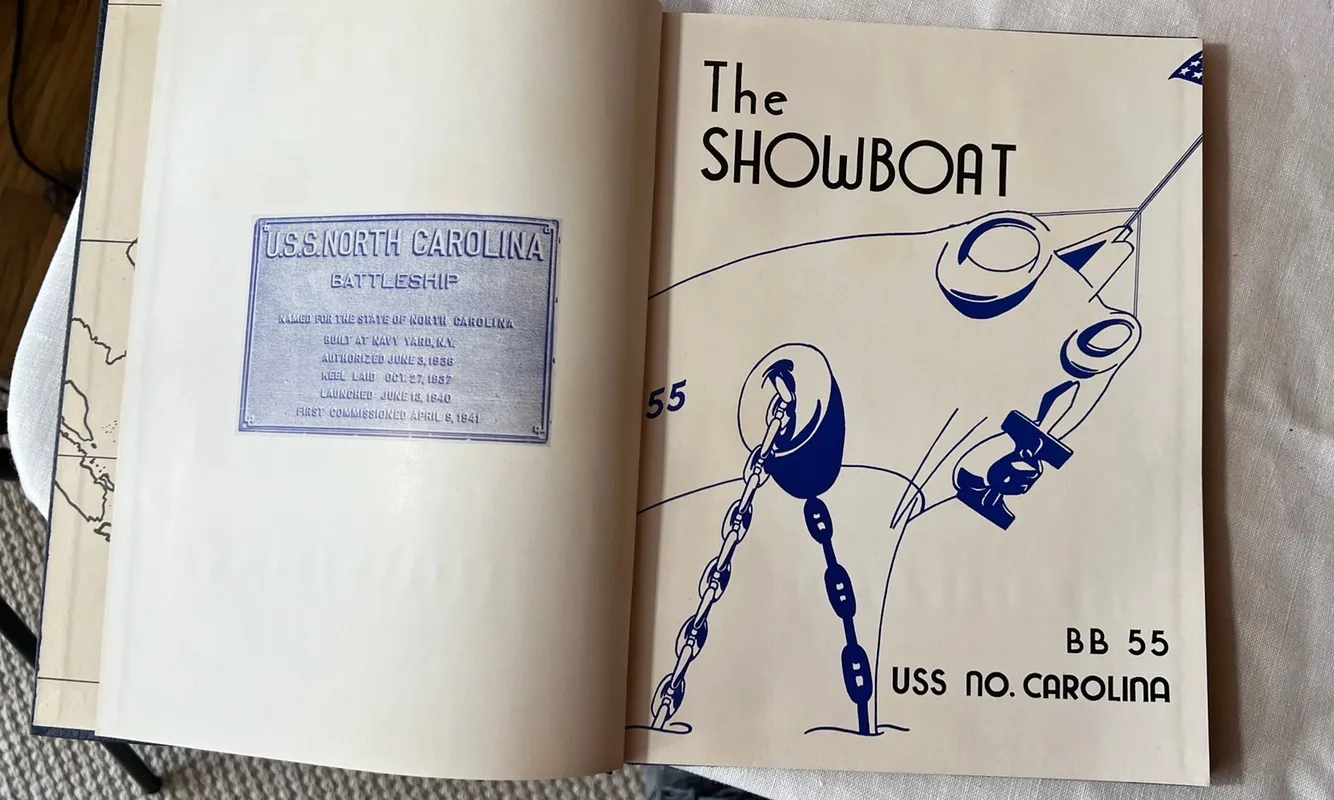 U.S.S. NORTH CAROLINA
BATTLESHIP
NAMED FOR THE STATE OF NORTH CAROLINA
BUILT AT NAVY YARD, N.Y.
AUTHORIZED JUNE 3, 1936
KEEL LAID OCT. 27, 1937
LAUNCHED JUNE 13, 1940
FIRST COMMISSIONED APRIL 9, 1941
The
SHOWBOAT
55
BB 55
USS NO. CAROLINA